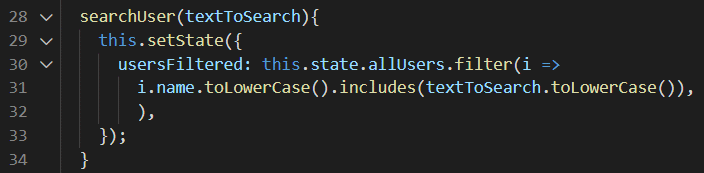 28 searchUser(textToSearch){
29 this.setState({
30 usersFiltered: this.state.allUsers.filter(i =>
31 i.name.toLowerCase().includes(textToSearch.toLowerCase()),
32 ),
33 });
34 }